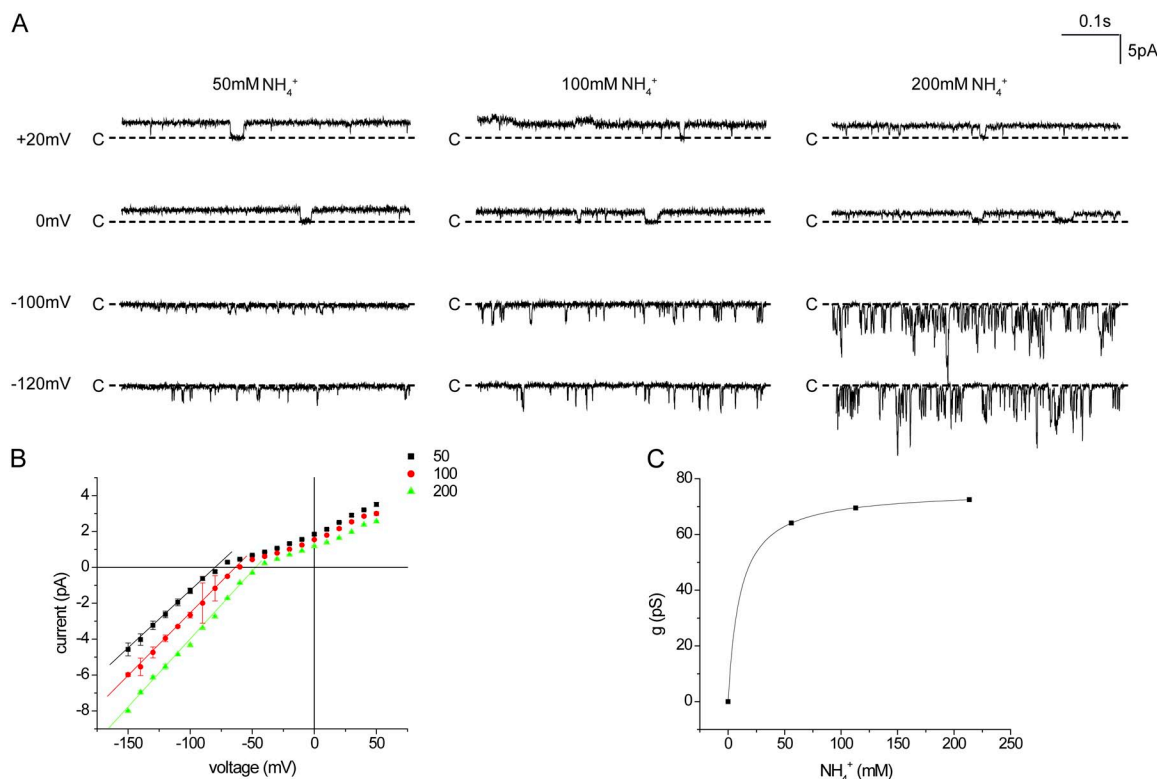 A
0.1s
5pA
50mM NH₄⁺ 100mM NH₄⁺ 200mM NH₄⁺
+20mV C C C
0mV C C C
-100mV C C C
-120mV C C C
B
50
100
200
4
2
0
-2
-4
-6
-8
current (pA)
-150 -100 -50 0 50
voltage (mV)
C
80
60
40
20
0
g (pS)
0 50 100 150 200 250
NH₄⁺ (mM)